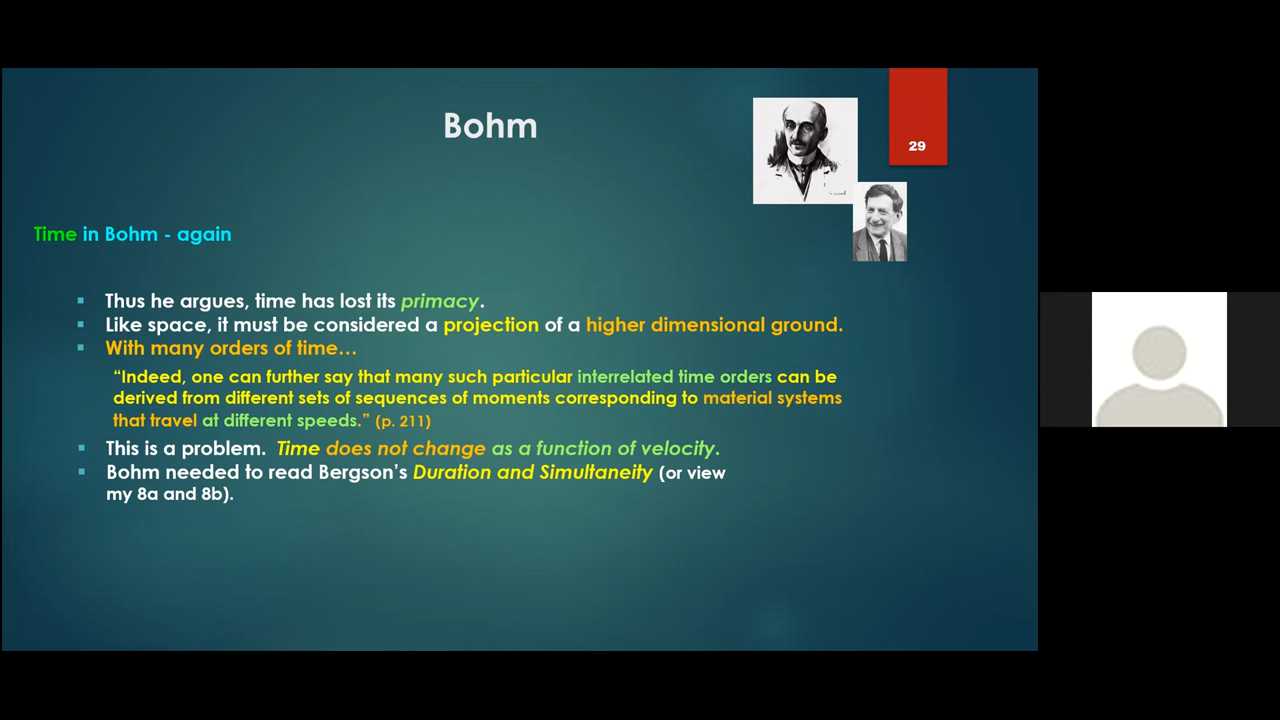 Bohm
29
Time in Bohm - again
Thus he argues, time has lost its primacy.
Like space, it must be considered a projection of a higher dimensional ground.
With many orders of time…
“Indeed, one can further say that many such particular interrelated time orders can be
derived from different sets of sequences of moments corresponding to material systems
that travel at different speeds.” (p. 211)
This is a problem. Time does not change as a function of velocity.
Bohm needed to read Bergson’s Duration and Simultaneity (or view
my 8a and 8b).